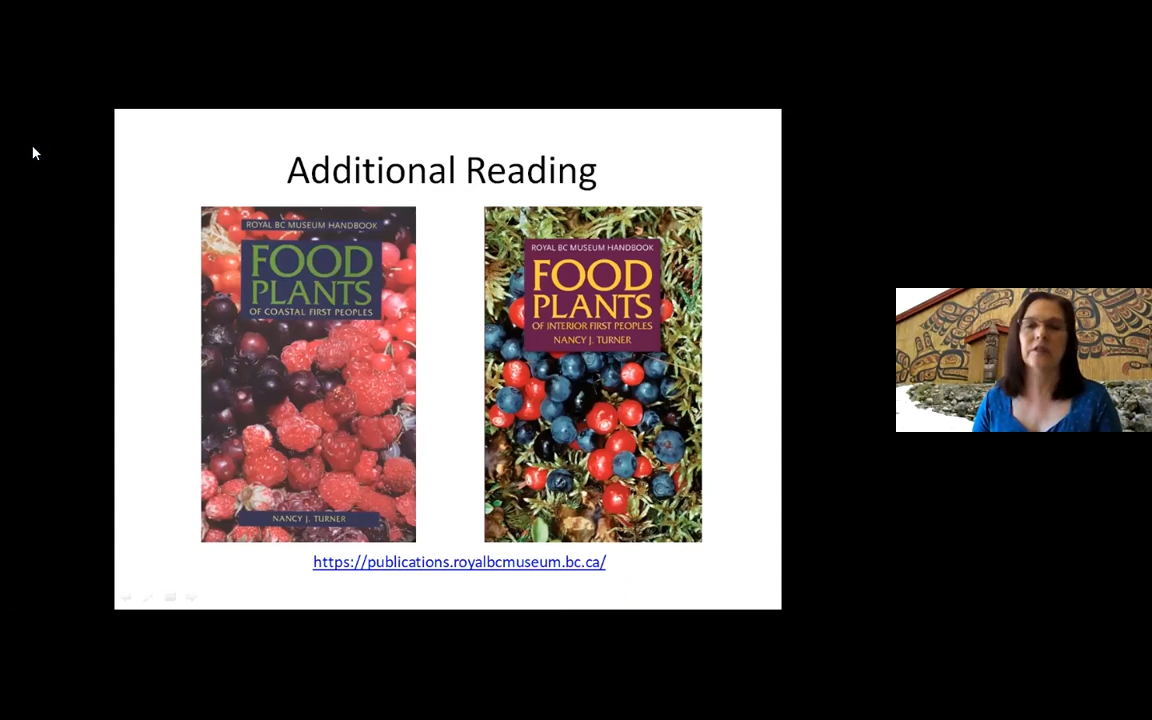 Additional Reading
ROYAL BC MUSEUM HANDBOOK
FOOD
PLANTS
OF COASTAL FIRST PEOPLES
NANCY J. TURNER
ROYAL BC MUSEUM HANDBOOK
FOOD
PLANTS
OF INTERIOR FIRST PEOPLES
NANCY J. TURNER
https://publications.royalbcmuseum.bc.ca/